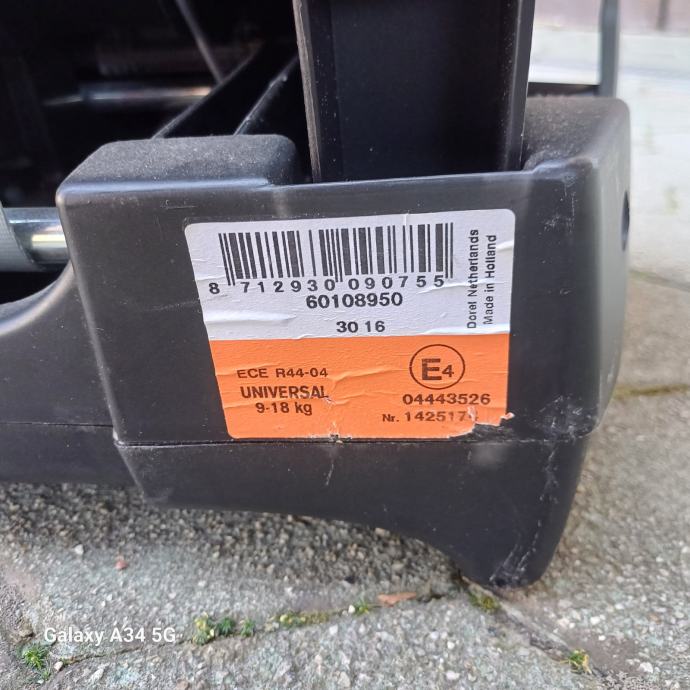 8 712930 090755
60108950
30 16
Dorel Netherlands
Made in Holland
ECE R44-04
UNIVERSAL
9-18 kg
E4
04443526
Nr.
Galaxy A34 5G